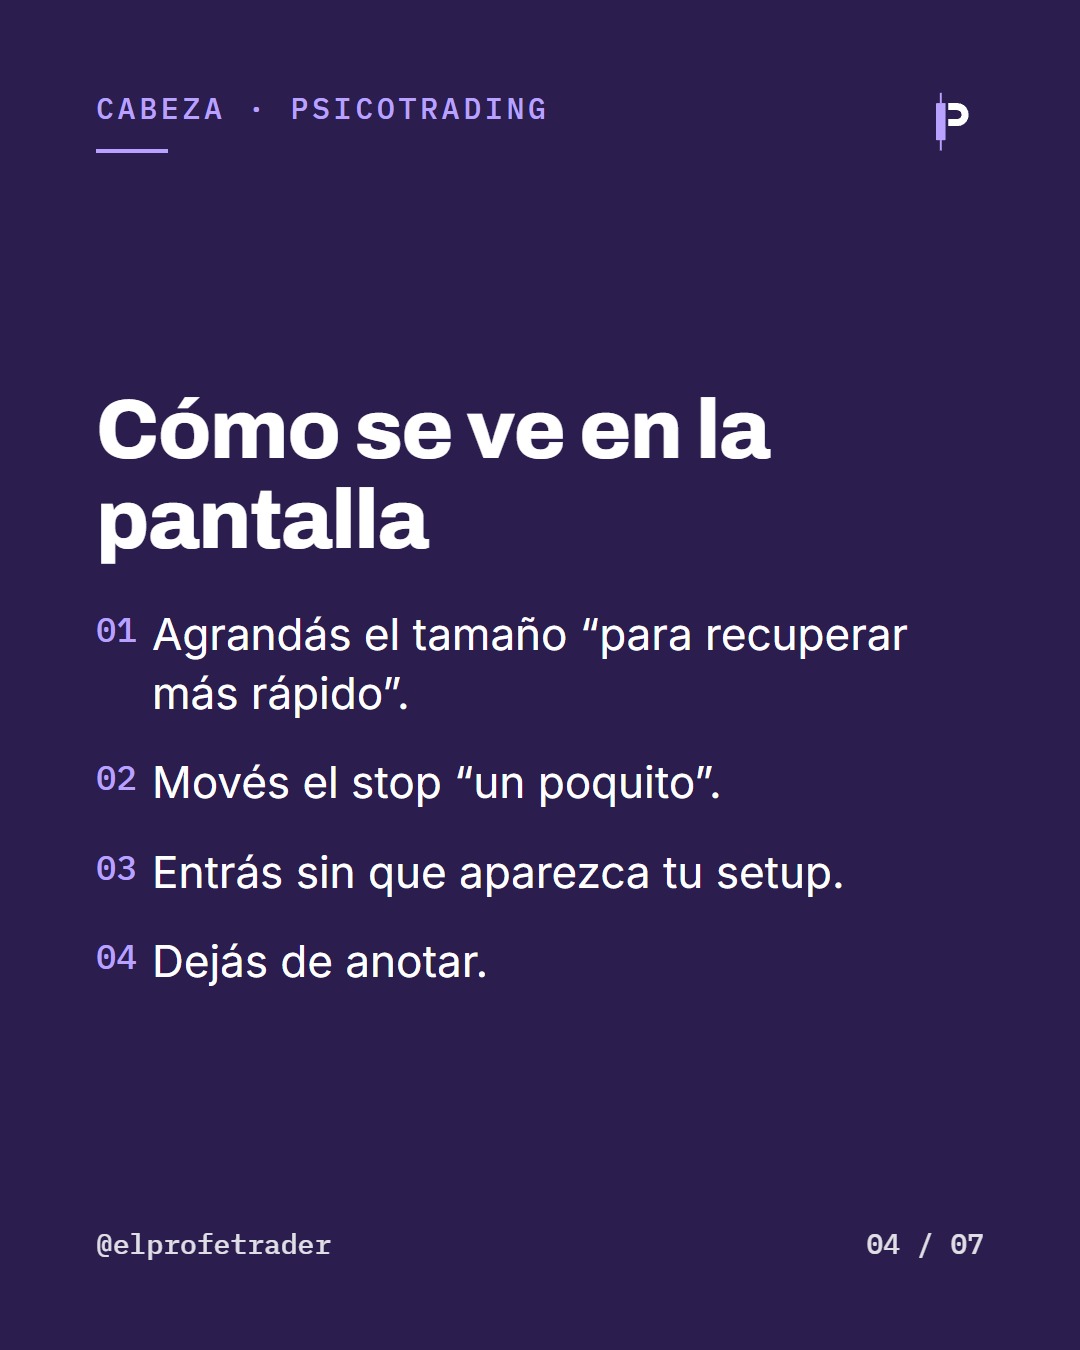 CABEZA · PSICOTRADING
Cómo se ve en la
pantalla
01 Agrandás el tamaño “para recuperar
más rápido”.
02 Movés el stop “un poquito”.
03 Entrás sin que aparezca tu setup.
04 Dejás de anotar.
@elprofetrader
04 / 07